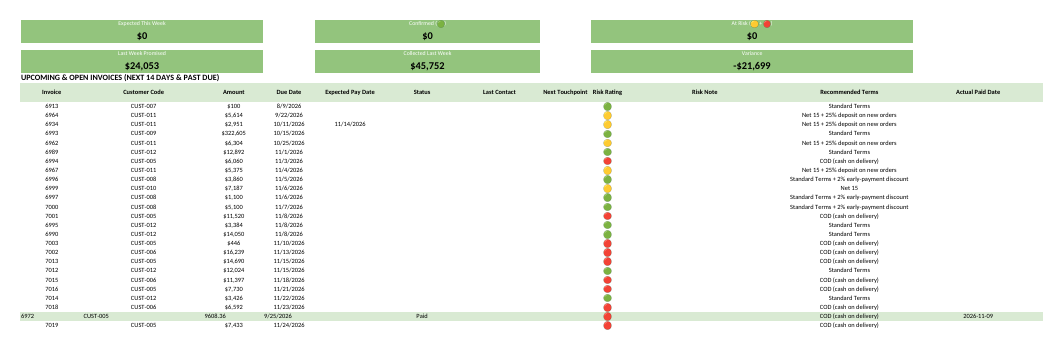 Expected This Week Confirmed (🟢) At Risk (🟡 + 🔴)
$0 $0 $0
Last Week Promised Collected Last Week Variance
$24,053 $45,752 -$21,699
UPCOMING & OPEN INVOICES (NEXT 14 DAYS & PAST DUE)
Invoice Customer Code Amount Due Date Expected Pay Date Status Last Contact Next Touchpoint Risk Rating Risk Note Recommended Terms Actual Paid Date
6913 CUST-007 $100 8/9/2026 🟢 Standard Terms
6964 CUST-011 $5,614 9/22/2026 🟡 Net 15 + 25% deposit on new orders
6934 CUST-011 $2,951 10/11/2026 11/14/2026 🟡 Net 15 + 25% deposit on new orders
6993 CUST-009 $322,605 10/15/2026 🟢 Standard Terms
6962 CUST-011 $6,304 10/25/2026 🟡 Net 15 + 25% deposit on new orders
6989 CUST-012 $12,892 11/1/2026 🟢 Standard Terms
6994 CUST-005 $6,060 11/3/2026 🔴 COD (cash on delivery)
6967 CUST-011 $5,375 11/4/2026 🟡 Net 15 + 25% deposit on new orders
6996 CUST-008 $3,860 11/5/2026 🟢 Standard Terms + 2% early-payment discount
6999 CUST-010 $7,187 11/6/2026 🟡 Net 15
6997 CUST-008 $1,100 11/6/2026 🟢 Standard Terms + 2% early-payment discount
7000 CUST-008 $5,100 11/7/2026 🟢 Standard Terms + 2% early-payment discount
7001 CUST-005 $11,520 11/8/2026 🔴 COD (cash on delivery)
6995 CUST-012 $3,384 11/8/2026 🟢 Standard Terms
6990 CUST-012 $14,050 11/8/2026 🟢 Standard Terms
7003 CUST-005 $446 11/10/2026 🔴 COD (cash on delivery)
7002 CUST-006 $16,239 11/13/2026 🔴 COD (cash on delivery)
7013 CUST-005 $14,690 11/15/2026 🔴 COD (cash on delivery)
7012 CUST-012 $12,024 11/15/2026 🟢 Standard Terms
7015 CUST-006 $11,397 11/18/2026 🔴 COD (cash on delivery)
7016 CUST-005 $7,730 11/21/2026 🔴 COD (cash on delivery)
7014 CUST-012 $3,426 11/22/2026 🟢 Standard Terms
7018 CUST-006 $6,592 11/23/2026 🔴 COD (cash on delivery)
6972 CUST-005 9608.36 9/25/2026 Paid 🔴 COD (cash on delivery) 2026-11-09
7019 CUST-005 $7,433 11/24/2026 🔴 COD (cash on delivery)